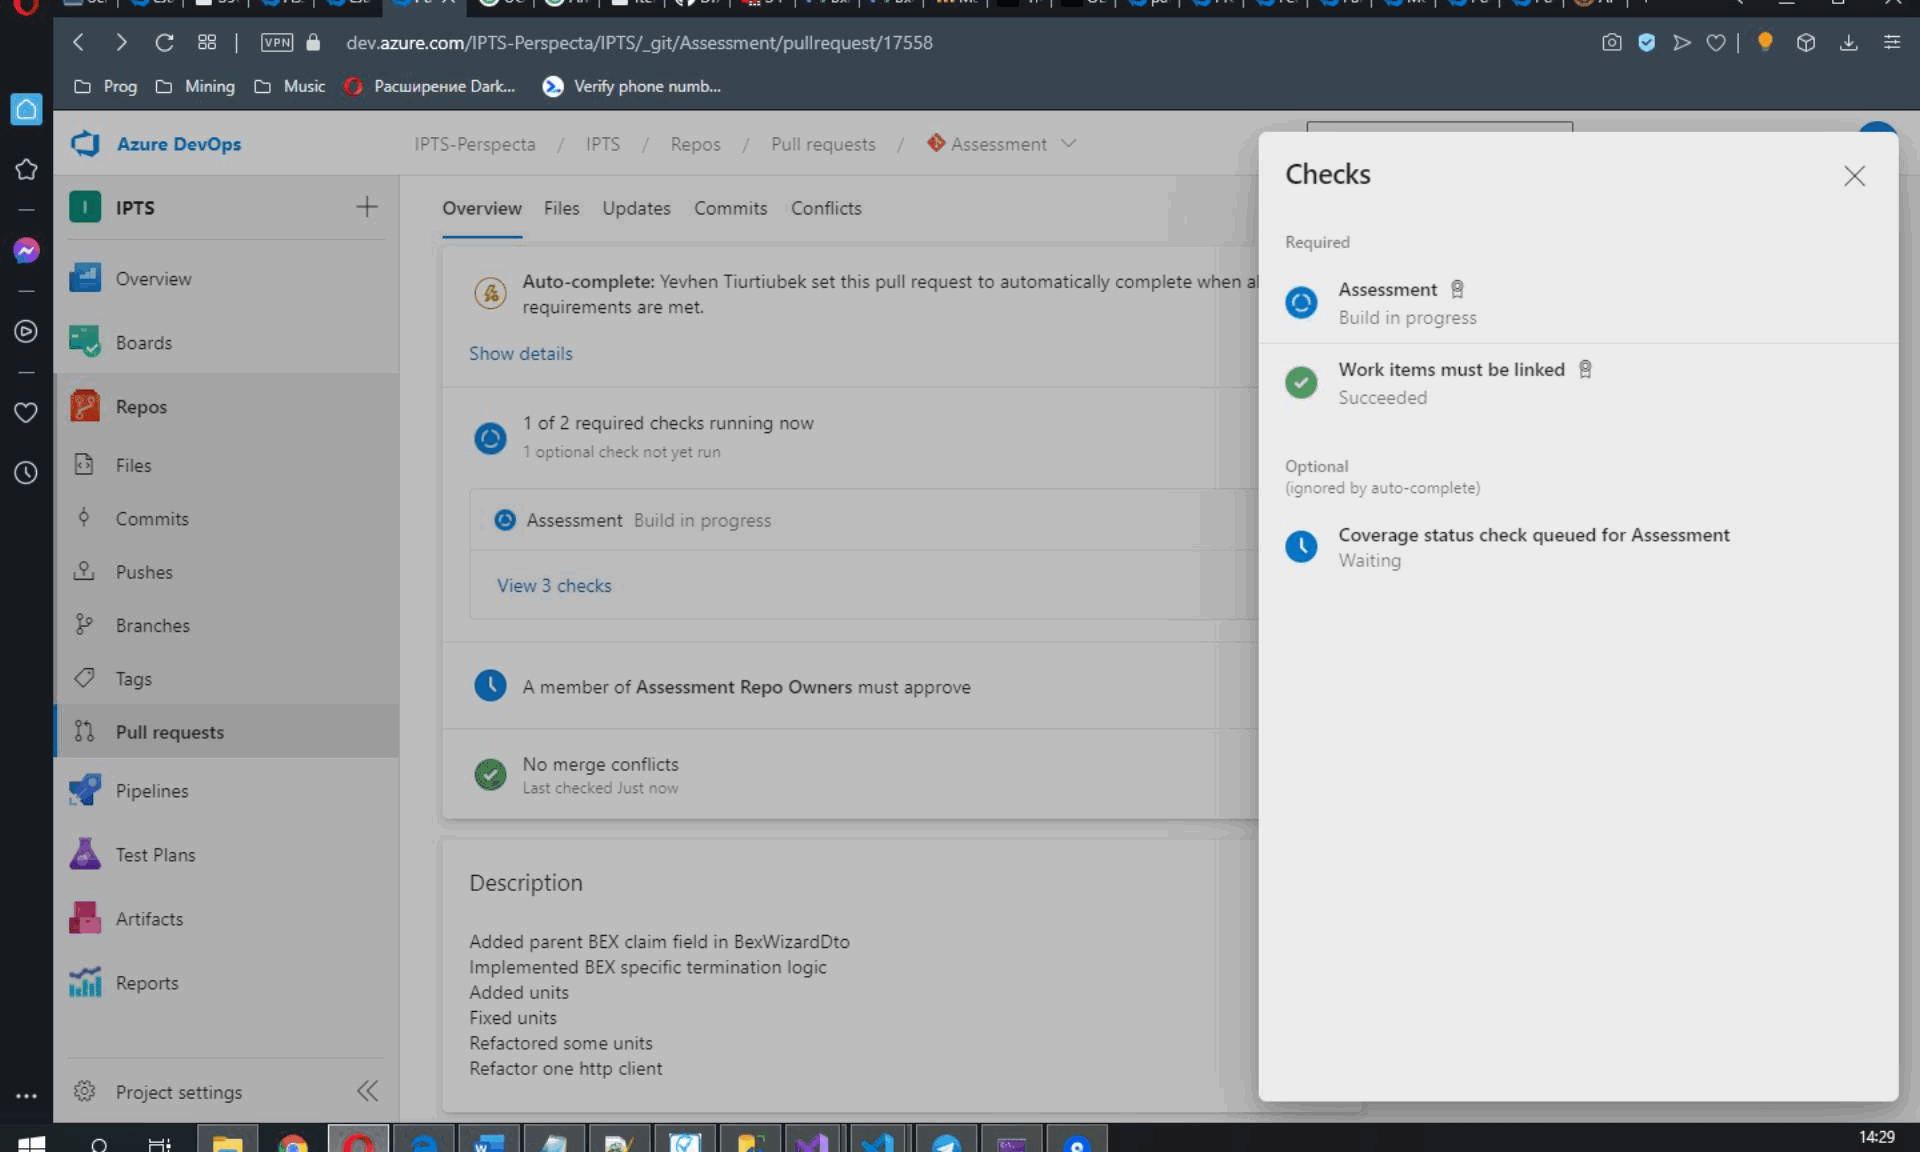 VPN
dev.azure.com/IPTS-Perspecta/IPTS/_git/Assessment/pullrequest/17558
Prog
Mining
Music
Расширение Dark...
Verify phone numb...
Azure DevOps
IPTS-Perspecta / IPTS / Repos / Pull requests / Assessment
I
IPTS
Overview
Boards
Repos
Files
Commits
Pushes
Branches
Tags
Pull requests
Pipelines
Test Plans
Artifacts
Reports
Project settings
Overview Files Updates Commits Conflicts
Auto-complete: Yevhen Tiurtiubek set this pull request to automatically complete when
requirements are met.
Show details
1 of 2 required checks running now
1 optional check not yet run
Assessment Build in progress
View 3 checks
A member of Assessment Repo Owners must approve
No merge conflicts
Last checked Just now
Description
Added parent BEX claim field in BexWizardDto
Implemented BEX specific termination logic
Added units
Fixed units
Refactored some units
Refactor one http client
Checks
Required
Assessment
Build in progress
Work items must be linked
Succeeded
Optional
(ignored by auto-complete)
Coverage status check queued for Assessment
Waiting
14:29